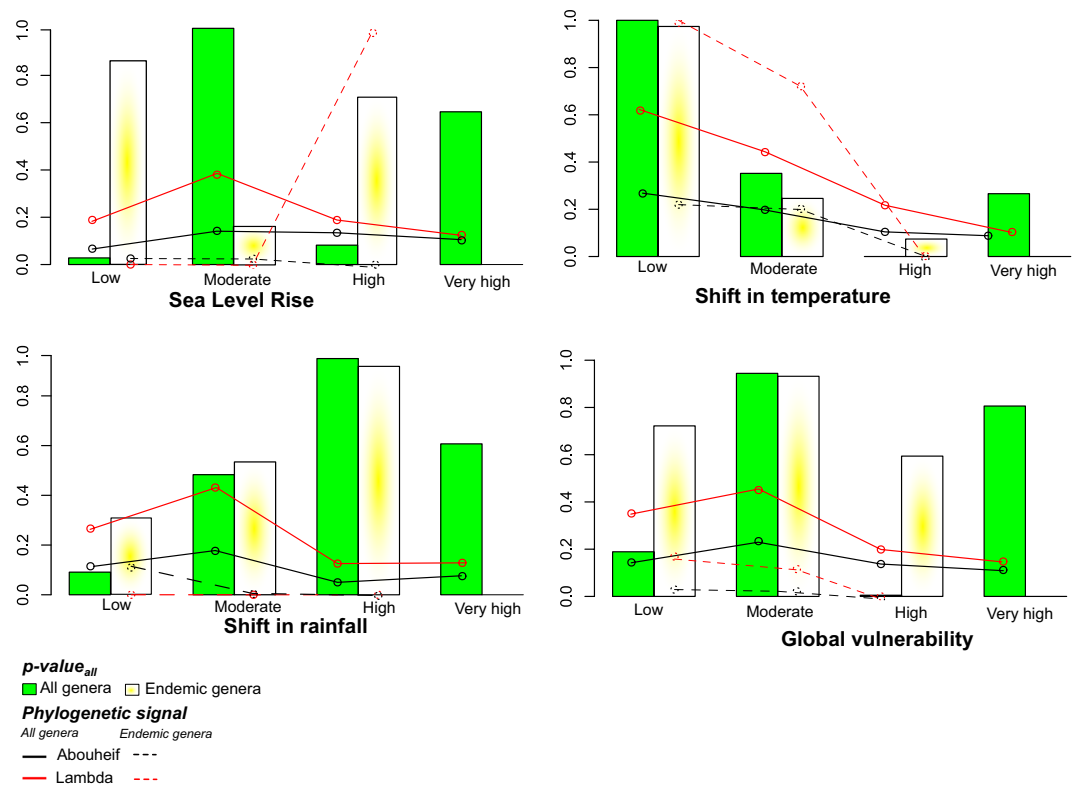 1.0
0.8
0.6
0.4
0.2
0.0
Low
Moderate
High
Very high
Sea Level Rise
1.0
0.8
0.6
0.4
0.2
0.0
Low
Moderate
High
Very high
Shift in temperature
1.0
0.8
0.6
0.4
0.2
0.0
Low
Moderate
High
Very high
Shift in rainfall
1.0
0.8
0.6
0.4
0.2
0.0
Low
Moderate
High
Very high
Global vulnerability
p-value all
All genera Endemic genera
Phylogenetic signal
All genera Endemic genera
Abouheif
Lambda